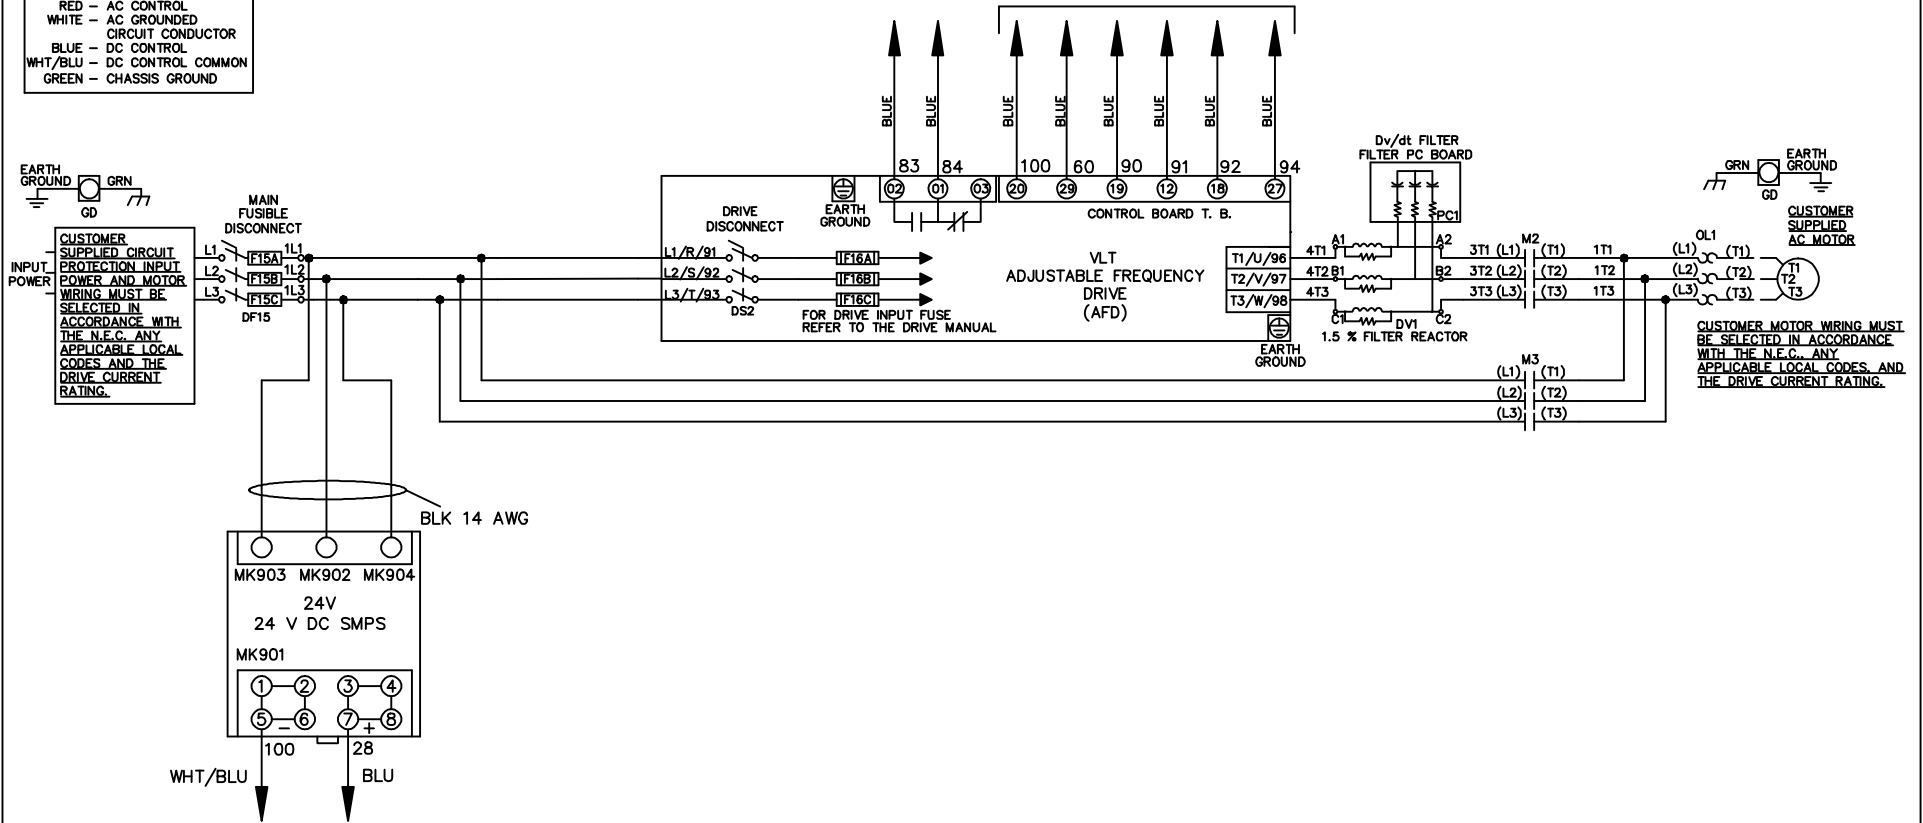 RED – AC CONTROL
WHITE – AC GROUNDED
CIRCUIT CONDUCTOR
BLUE – DC CONTROL
WHT/BLU – DC CONTROL COMMON
GREEN – CHASSIS GROUND
BLUE
BLUE
BLUE
BLUE
BLUE
BLUE
BLUE
BLUE
83
84
100
60
90
91
92
94
02
01
03
20
29
19
12
18
27
EARTH
GROUND
CONTROL BOARD T. B.
EARTH
GROUND
GRN
GD
MAIN
FUSIBLE
DISCONNECT
INPUT
POWER
CUSTOMER
SUPPLIED CIRCUIT
PROTECTION INPUT
POWER AND MOTOR
WIRING MUST BE
SELECTED IN
ACCORDANCE WITH
THE N.E.C. ANY
APPLICABLE LOCAL
CODES AND THE
DRIVE CURRENT
RATING.
L1
F15A
1L1
L2
F15B
1L2
L3
F15C
1L3
DF15
DRIVE
DISCONNECT
L1/R/91
L2/S/92
L3/T/93
DS2
F16A
F16B
F16C
FOR DRIVE INPUT FUSE
REFER TO THE DRIVE MANUAL
VLT
ADJUSTABLE FREQUENCY
DRIVE
(AFD)
T1/U/96
T2/V/97
T3/W/98
EARTH
GROUND
4T1
4T2
4T3
Dv/dt FILTER
FILTER PC BOARD
PC1
A1
A2
B1
B2
C1
C2
DV1
1.5 % FILTER REACTOR
M2
3T1 (L1) (T1) 1T1
3T2 (L2) (T2) 1T2
3T3 (L3) (T3) 1T3
M3
(L1) (T1)
(L2) (T2)
(L3) (T3)
OL1
(L1) (T1)
(L2) (T2)
(L3) (T3)
T1
T2
T3
GRN
GD
EARTH
GROUND
CUSTOMER
SUPPLIED
AC MOTOR
CUSTOMER MOTOR WIRING MUST
BE SELECTED IN ACCORDANCE
WITH THE N.E.C., ANY
APPLICABLE LOCAL CODES, AND
THE DRIVE CURRENT RATING.
BLK 14 AWG
MK903 MK902 MK904
24V
24 V DC SMPS
MK901
1 2 3 4
5 – 6 7 + 8
100
28
WHT/BLU
BLU